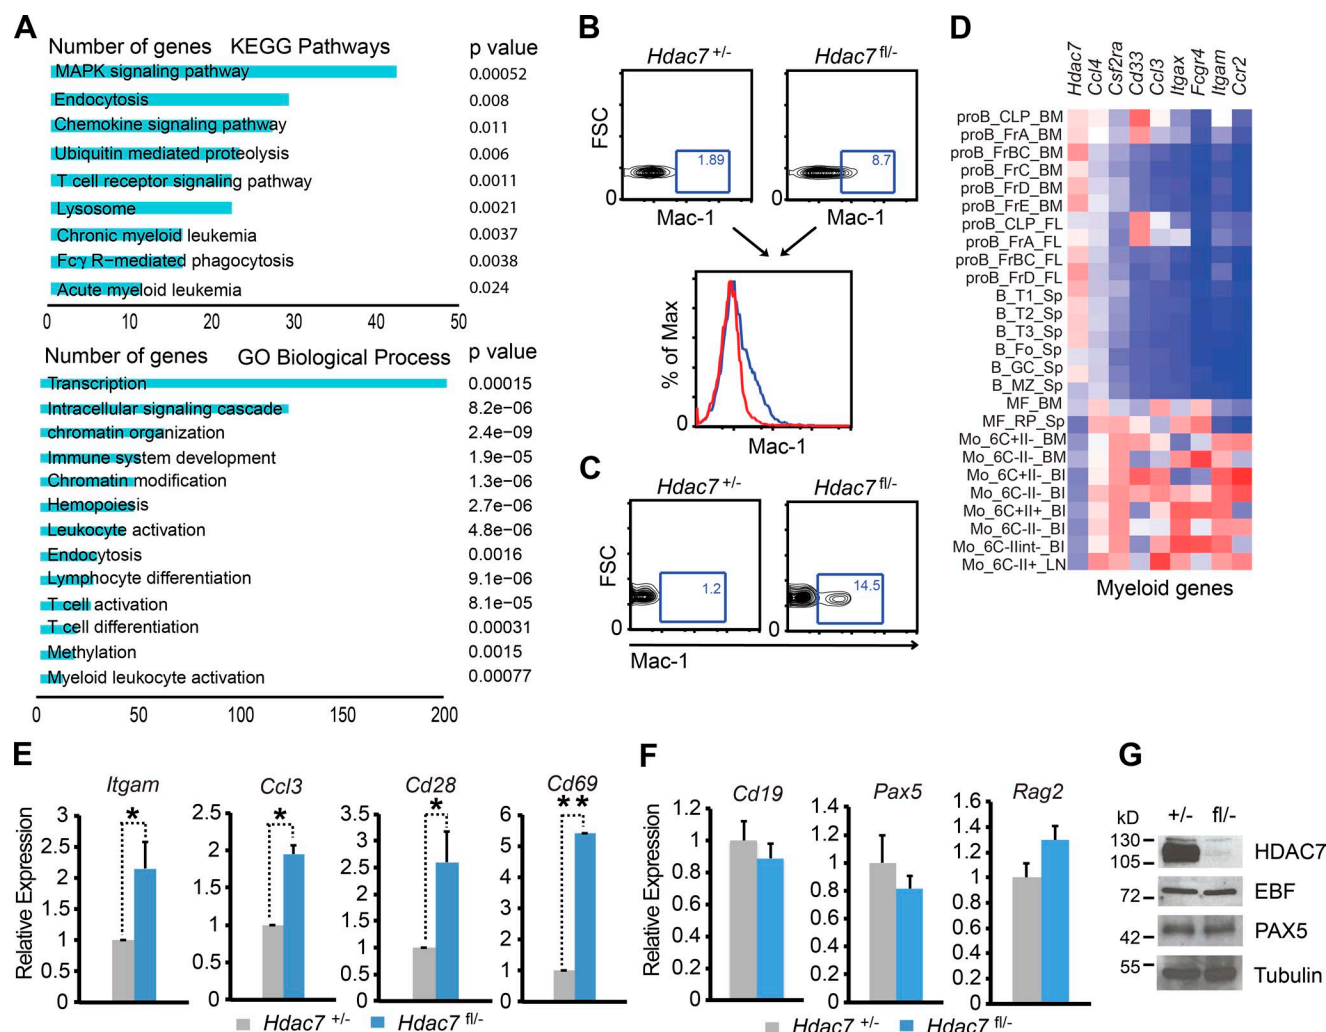 A
Number of genes KEGG Pathways p value
MAPK signaling pathway 0.00052
Endocytosis 0.008
Chemokine signaling pathway 0.011
Ubiquitin mediated proteolysis 0.006
T cell receptor signaling pathway 0.0011
Lysosome 0.0021
Chronic myeloid leukemia 0.0037
Fcγ R−mediated phagocytosis 0.0038
Acute myeloid leukemia 0.024
0 10 20 30 40 50
Number of genes GO Biological Process p value
Transcription 0.00015
Intracellular signaling cascade 8.2e-06
chromatin organization 2.4e-09
Immune system development 1.9e-05
Chromatin modification 1.3e-06
Hemopoiesis 2.7e-06
Leukocyte activation 4.8e-06
Endocytosis 0.0016
Lymphocyte differentiation 9.1e-06
T cell activation 8.1e-05
T cell differentiation 0.00031
Methylation 0.0015
Myeloid leukocyte activation 0.00077
0 50 100 150 200
B
Hdac7 +/- Hdac7 fl/-
FSC
1.89 8.7
0 0
Mac-1 Mac-1
% of Max
0
Mac-1
C
Hdac7 +/- Hdac7 fl/-
FSC
1.2 14.5
0 0
Mac-1
D
Hdac7 Ccl4 Csf2ra Cd33 Ccl3 Itgax Fcgr4 Itgam Ccr2
proB_CLP_BM
proB_FrA_BM
proB_FrBC_BM
proB_FrC_BM
proB_FrD_BM
proB_FrE_BM
proB_CLP_FL
proB_FrA_FL
proB_FrBC_FL
proB_FrD_FL
B_T1_Sp
B_T2_Sp
B_T3_Sp
B_Fo_Sp
B_GC_Sp
B_MZ_Sp
MF_BM
MF_RP_Sp
Mo_6C+II-_BM
Mo_6C-II-_BM
Mo_6C+II-_BI
Mo_6C-II-_BI
Mo_6C+II+_BI
Mo_6C-II-_BI
Mo_6C-IIint-_BI
Mo_6C-II+_LN
Myeloid genes
E
Relative Expression
Itgam
*
3
2.5
2
1.5
1
0.5
0
Ccl3
*
2.5
2
1.5
1
0.5
0
Cd28
*
3.5
3
2.5
2
1.5
1
0.5
0
Cd69
* *
6
5
4
3
2
1
0
Hdac7 +/- Hdac7 fl/-
F
Relative Expression
Cd19
1.2
1
0.8
0.6
0.4
0.2
0
Pax5
1.4
1.2
1
0.8
0.6
0.4
0.2
0
Rag2
1.6
1.4
1.2
1
0.8
0.6
0.4
0.2
0
Hdac7 +/- Hdac7 fl/-
G
kD +/- fl/-
130
105 HDAC7
72 EBF
42 PAX5
55 Tubulin